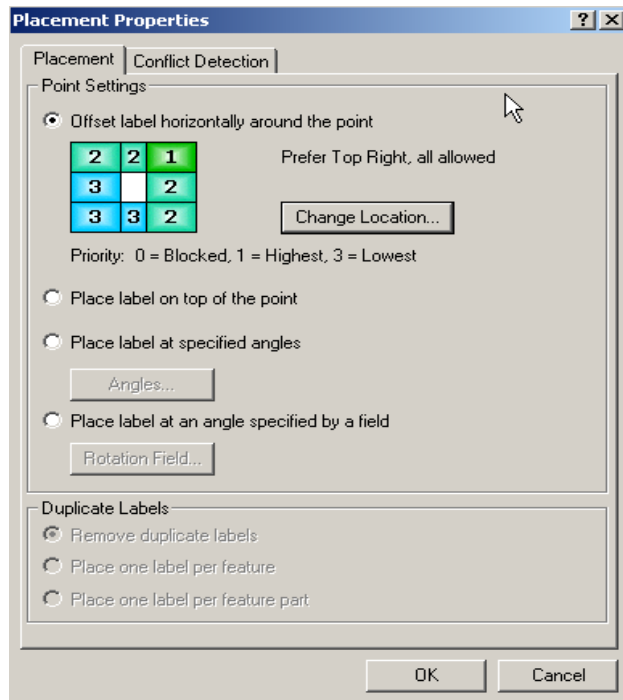 Placement Properties
Placement
Conflict Detection
Point Settings
Offset label horizontally around the point
2 2 1
3 2
3 3 2
Prefer Top Right, all allowed
Change Location...
Priority: 0 = Blocked, 1 = Highest, 3 = Lowest
Place label on top of the point
Place label at specified angles
Angles...
Place label at an angle specified by a field
Rotation Field...
Duplicate Labels
Remove duplicate labels
Place one label per feature
Place one label per feature part
OK
Cancel